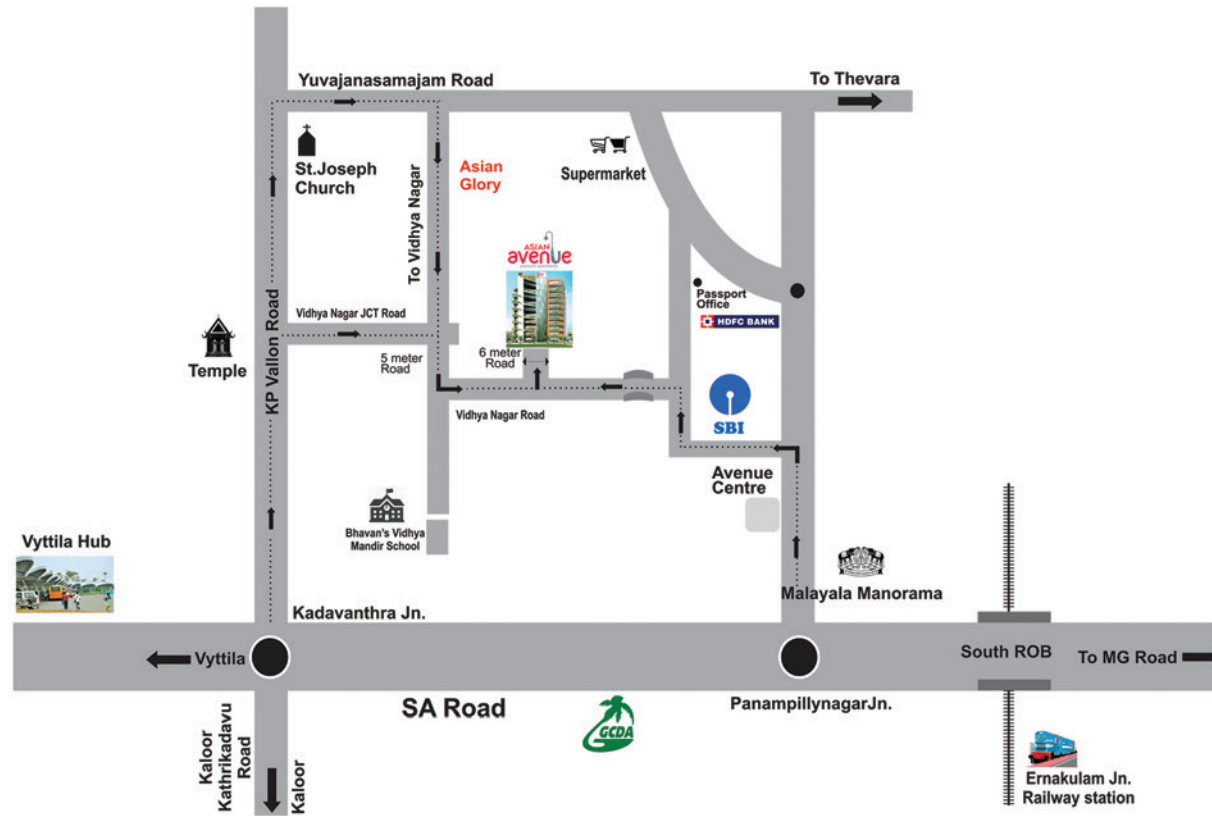 Yuvajanasamajam Road
To Thevara
St.Joseph
Church
To Vidhya Nagar
Asian
Glory
Supermarket
ASIAN
avenue
Passport
Office
HDFC BANK
KP Vallon Road
Vidhya Nagar JCT Road
Temple
5 meter
Road
6 meter
Road
Vidhya Nagar Road
SBI
Avenue
Centre
Bhavan's Vidhya
Mandir School
Vyttila Hub
Malayala Manorama
Kadavanthra Jn.
Vyttila
South ROB
To MG Road
SA Road
GCDA
PanampillynagarJn.
Kaloor
Kathrikadavu
Road
Kaloor
Ernakulam Jn.
Railway station